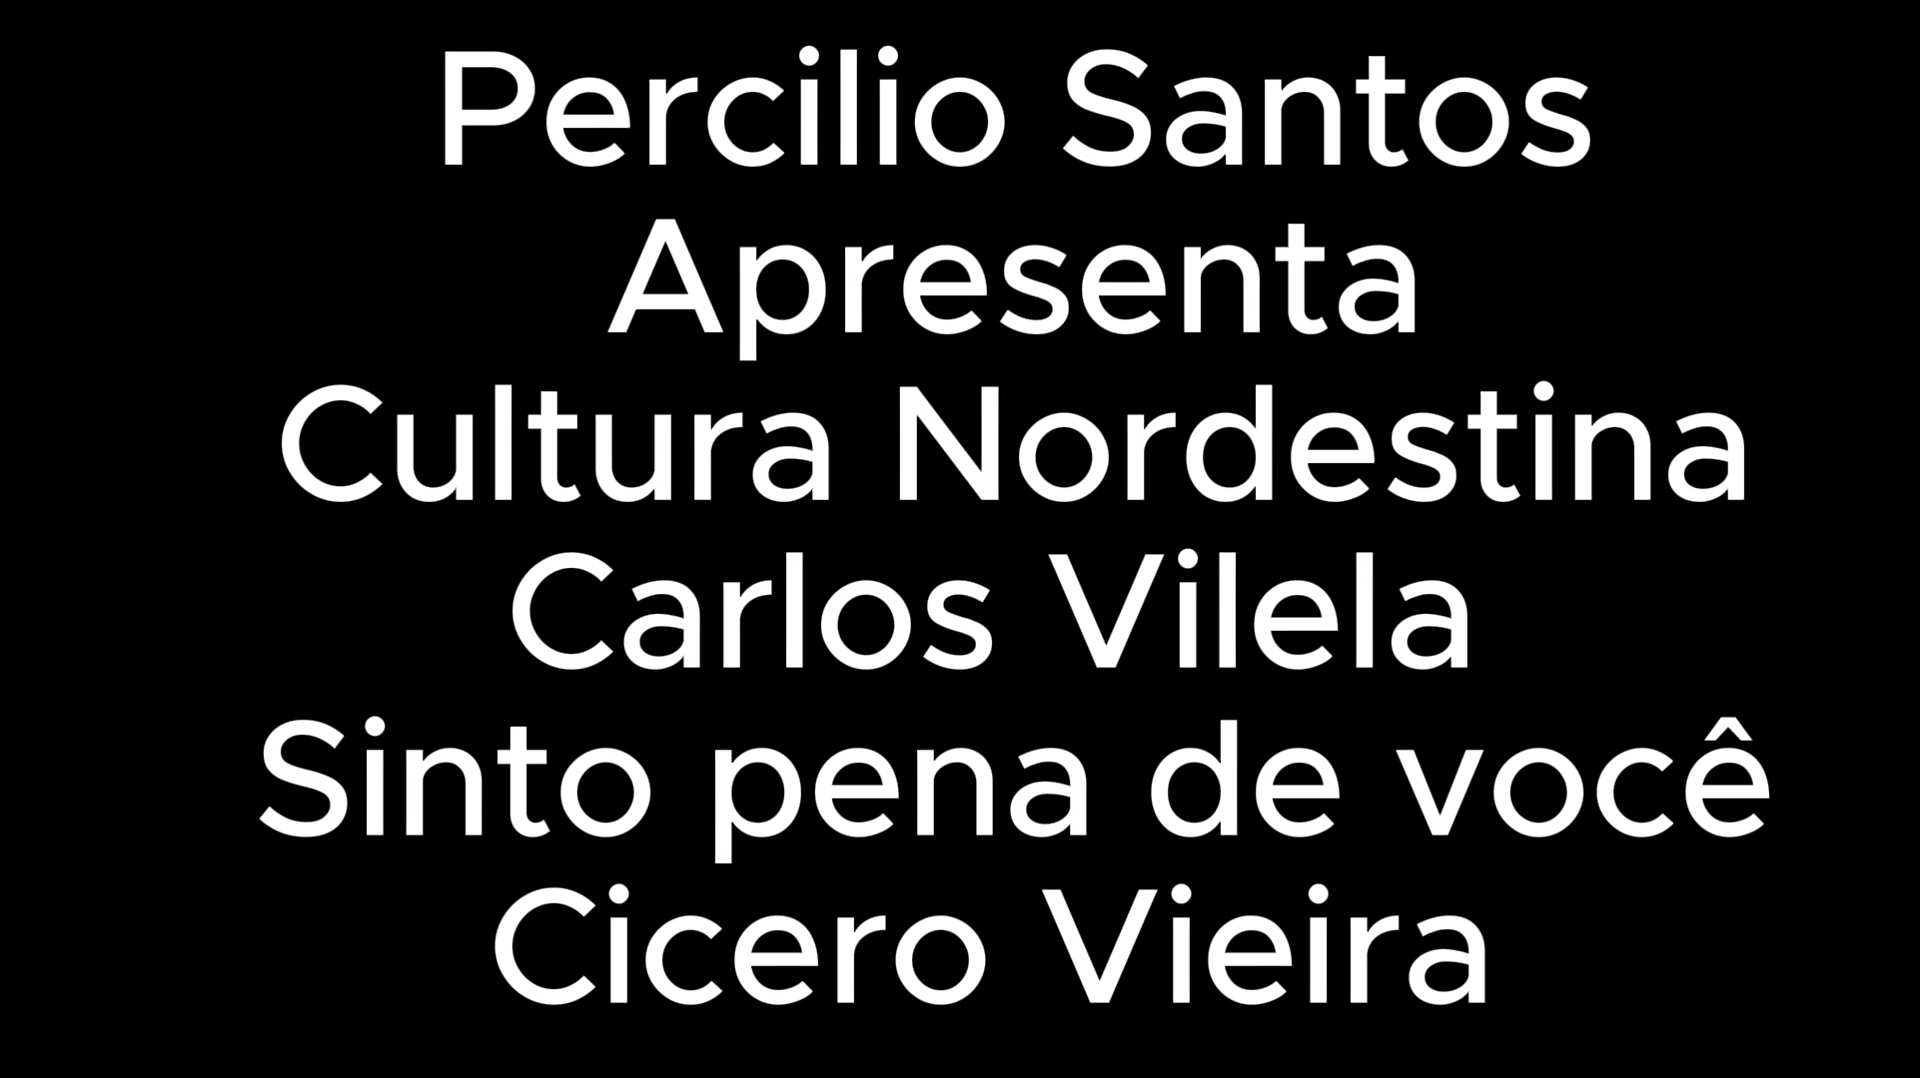 Percilio Santos
Apresenta
Cultura Nordestina
Carlos Vilela
Sinto pena de você
Cicero Vieira